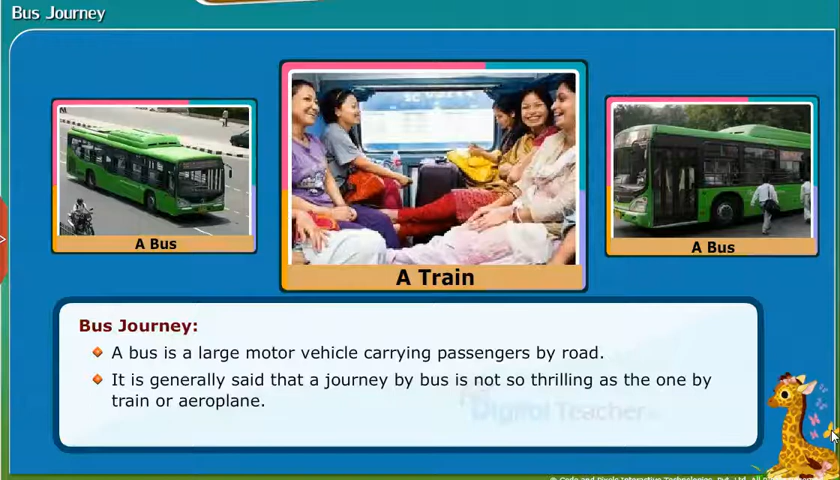 Bus Journey
A Bus
A Train
A Bus
Bus Journey:
A bus is a large motor vehicle carrying passengers by road.
It is generally said that a journey by bus is not so thrilling as the one by
train or aeroplane.
Digital Teacher